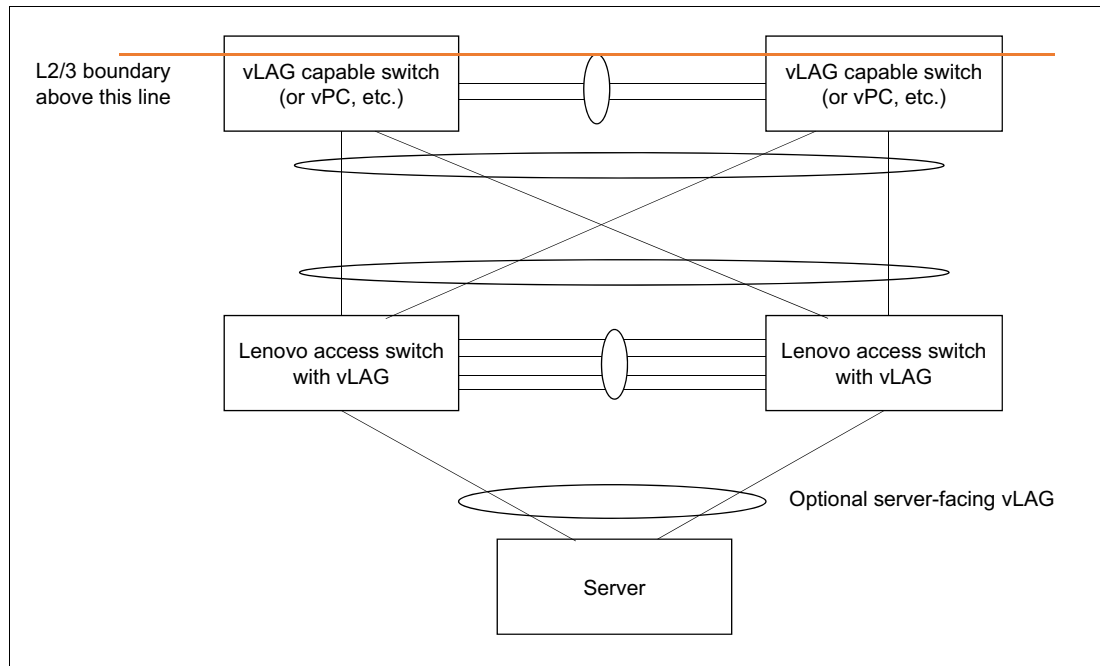 L2/3 boundary
above this line
vLAG capable switch
(or vPC, etc.)
vLAG capable switch
(or vPC, etc.)
Lenovo access switch
with vLAG
Lenovo access switch
with vLAG
Optional server-facing vLAG
Server